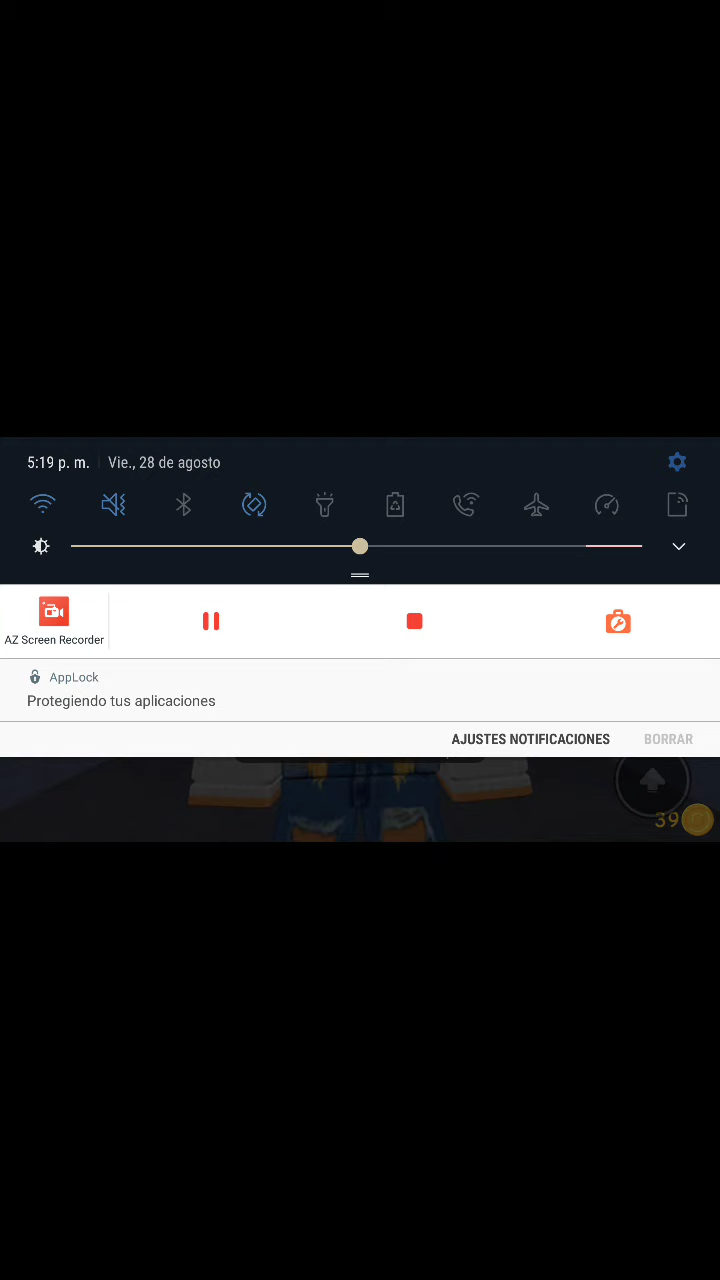 5:19 p. m. Vie., 28 de agosto
AZ Screen Recorder
AppLock
Protegiendo tus aplicaciones
AJUSTES NOTIFICACIONES BORRAR
39